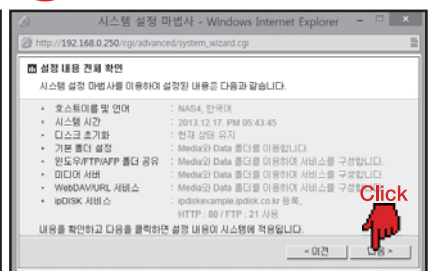 시스템 설정 마법사 - Windows Internet Explorer
http://192.168.0.250/cgi/advanced/system_wizard.cgi
설정 내용 전체 확인
시스템 설정 마법사를 이용하여 설정된 내용은 다음과 같습니다.
• 호스트이름 및 언어 : NAS4, 한국어
• 시스템 시간 : 2013.12.17. PM 05:43:45
• 디스크 초기화 : 현재 상태 유지
• 기본 폴더 설정 : Media와 Data 폴더를 이용합니다.
• 윈도우/FTP/AFP 폴더 공유 : Media와 Data 폴더를 이용하여 서비스를 구성합니다.
• 미디어 서버 : Media와 Data 폴더를 이용하여 서비스를 구성합니다.
• WebDAV/URL 서비스 : Media와 Data 폴더를 이용하여 서비스를 구성합니다.
• ipDISK 서비스 : ipdiskexample.ipdisk.co.kr 등록,
HTTP : 80 / FTP : 21 사용
Click
내용을 확인하고 다음을 클릭하면 설정 내용이 시스템에 적용됩니다.
< 이전 다음 >